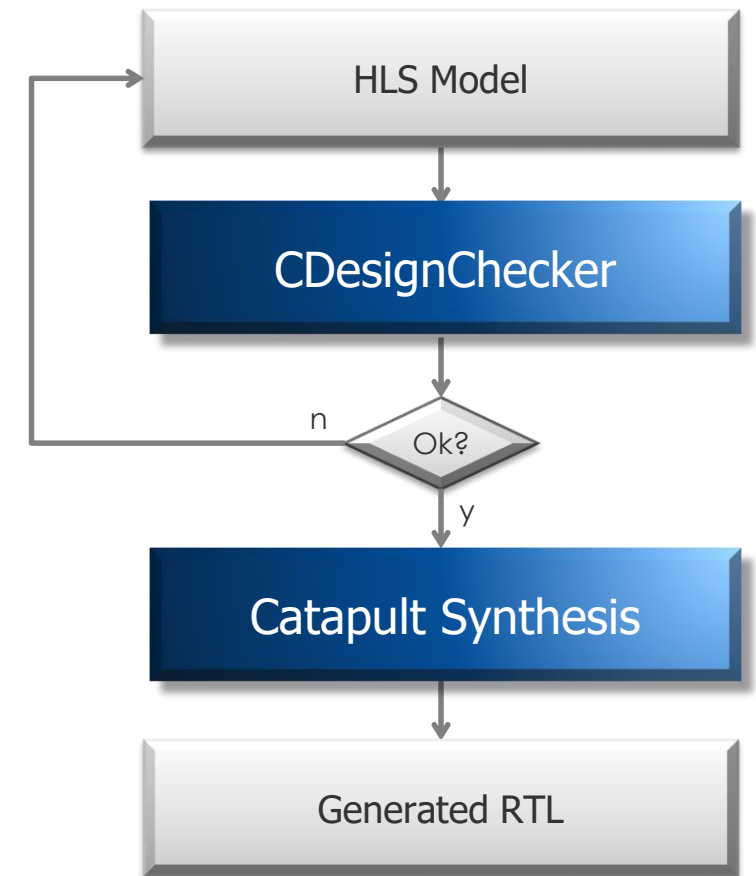 HLS Model
CDesignChecker
n
Ok?
y
Catapult Synthesis
Generated RTL